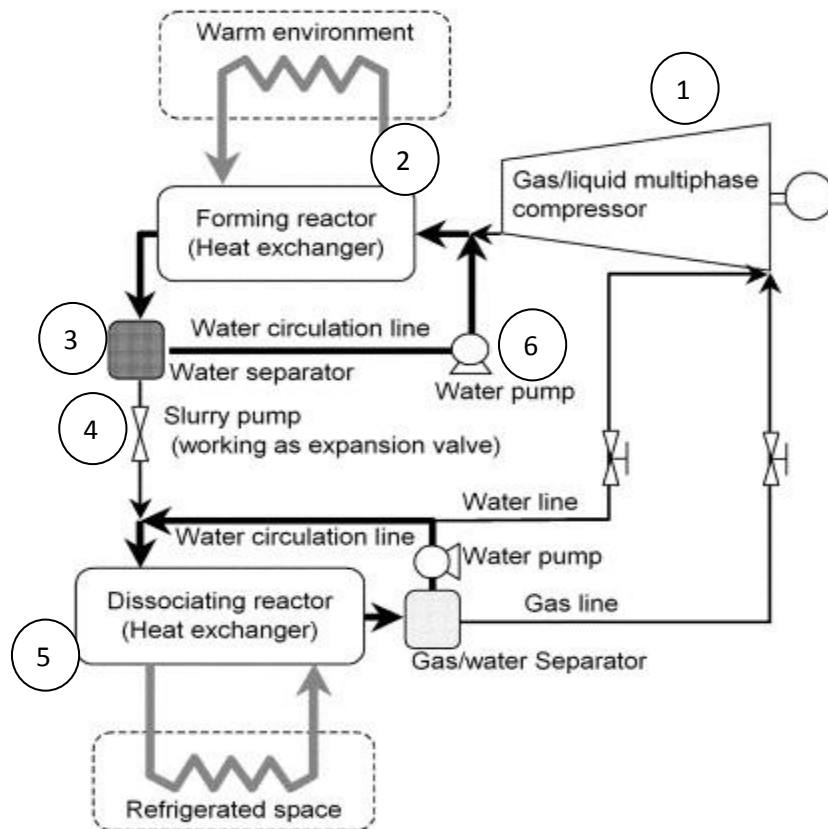 Warm environment
1
2
Gas/liquid multiphase
compressor
Forming reactor
(Heat exchanger)
3
Water circulation line
6
Water separator
Water pump
4
Slurry pump
(working as expansion valve)
Water line
Water circulation line
Water pump
Dissociating reactor
(Heat exchanger)
Gas line
5
Gas/water Separator
Refrigerated space